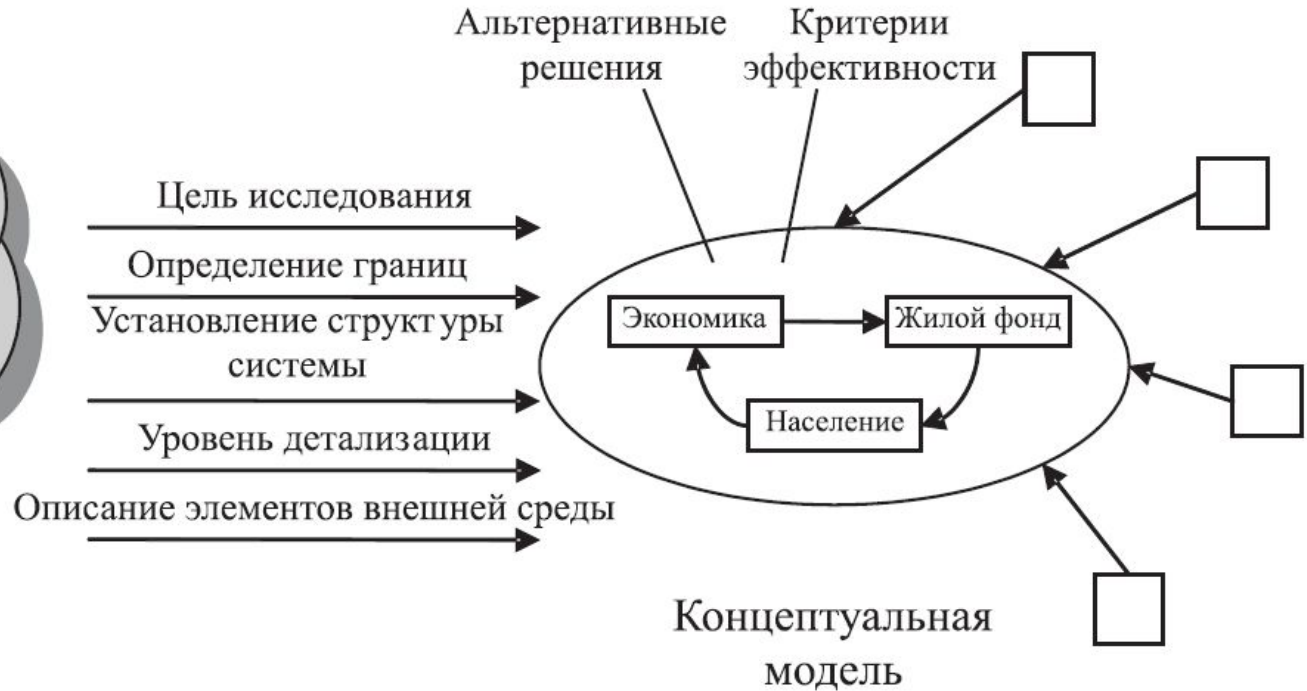 Альтернативные
решения
Критерии
эффективности
Цель исследования
Определение границ
Установление структуры
системы
Уровень детализации
Описание элементов внешней среды
Экономика
Жилой фонд
Население
Концептуальная
модель